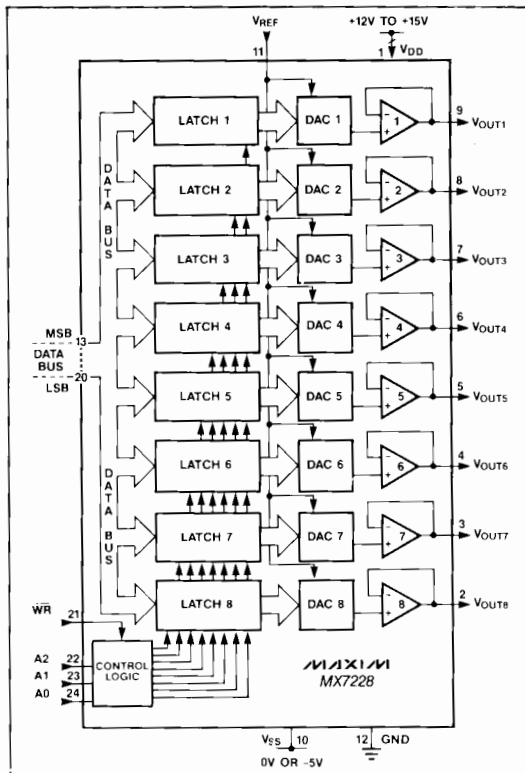 VREF
+12V TO +15V
11
1
VDD
LATCH 1
DAC 1
-
+
1
9
VOUT1
LATCH 2
DAC 2
-
+
2
8
VOUT2
DATA BUS
LATCH 3
DAC 3
-
+
3
7
VOUT3
LATCH 4
DAC 4
-
+
4
6
VOUT4
MSB
13
DATA
BUS
20
LSB
LATCH 5
DAC 5
-
+
5
5
VOUT5
LATCH 6
DAC 6
-
+
6
4
VOUT6
DATA BUS
LATCH 7
DAC 7
-
+
7
3
VOUT7
LATCH 8
DAC 8
-
+
8
2
VOUT8
WR
21
CONTROL
LOGIC
A2
22
A1
23
A0
24
MAXIM
MX7228
VSS
10
12
GND
0V OR -5V